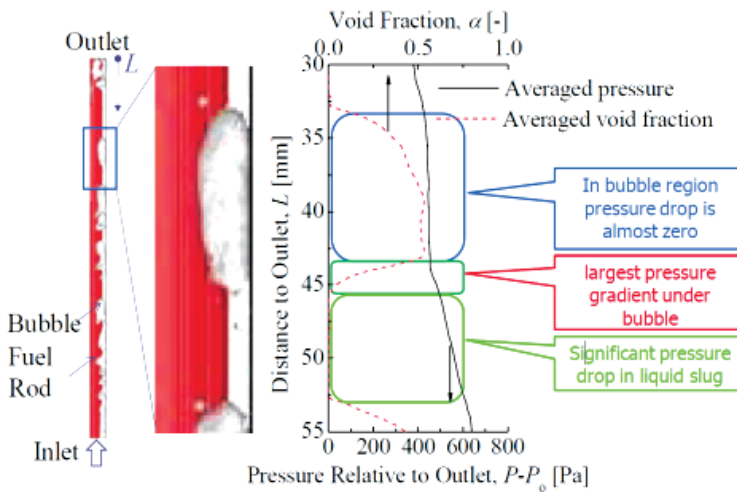 Outlet
L
Bubble
Fuel
Rod
Inlet
Void Fraction, α [-]
0.0 0.5 1.0
Distance to Outlet, L [mm]
30
35
40
45
50
55
Averaged pressure
Averaged void fraction
0 200 400 600 800
Pressure Relative to Outlet, P-Pₒ [Pa]
In bubble region
pressure drop is
almost zero
largest pressure
gradient under
bubble
Significant pressure
drop in liquid slug